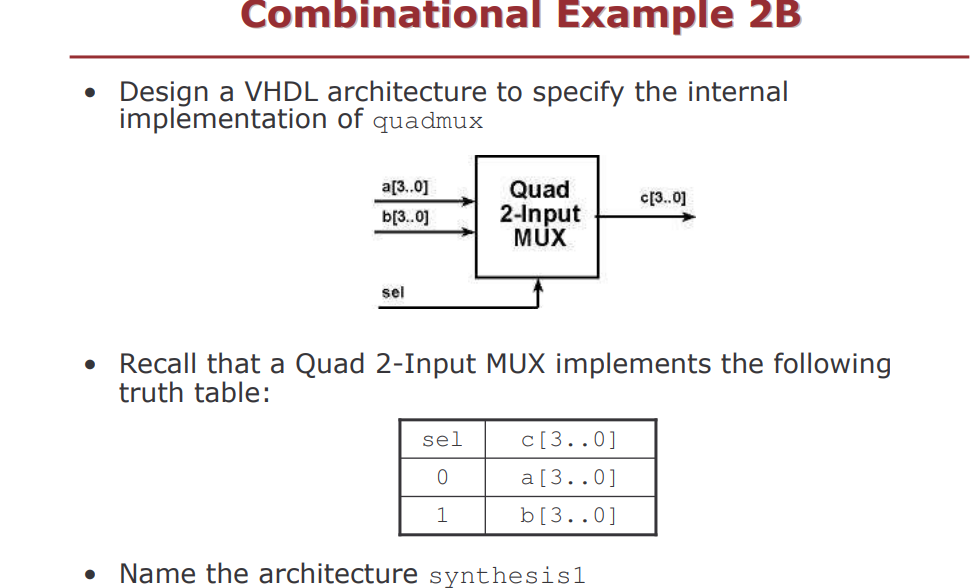 Combinational Example 2B
• Design a VHDL architecture to specify the internal
implementation of quadmux
a[3..0]
b[3..0]
Quad
2-Input
MUX
c[3..0]
sel
• Recall that a Quad 2-Input MUX implements the following
truth table:
sel c[3..0]
0 a[3..0]
1 b[3..0]
• Name the architecture synthesis1